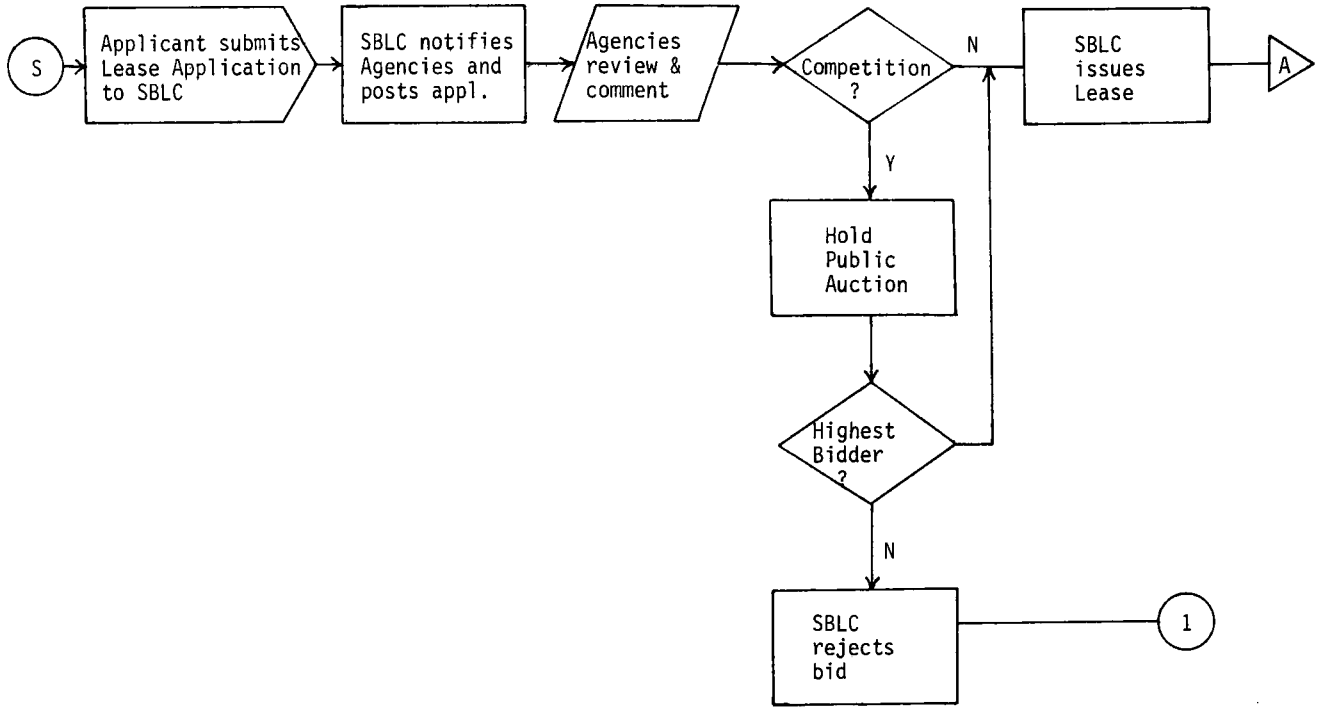 S
Applicant submits
Lease Application
to SBLC
SBLC notifies
Agencies and
posts appl.
Agencies
review &
comment
Competition
?
N
SBLC
issues
Lease
A
Y
Hold
Public
Auction
Highest
Bidder
?
N
SBLC
rejects
bid
1